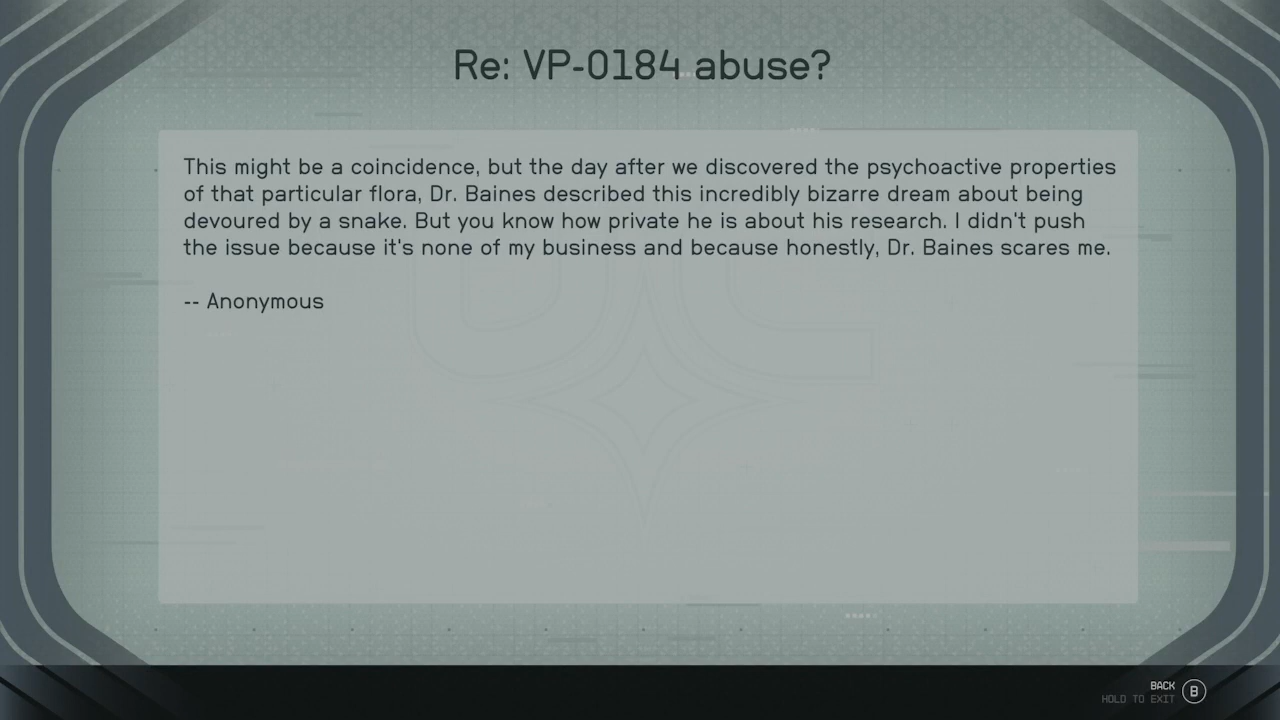 Re: VP-0184 abuse?
This might be a coincidence, but the day after we discovered the psychoactive properties
of that particular flora, Dr. Baines described this incredibly bizarre dream about being
devoured by a snake. But you know how private he is about his research. I didn't push
the issue because it's none of my business and because honestly, Dr. Baines scares me.
-- Anonymous
BACK
HOLD TO EXIT
B